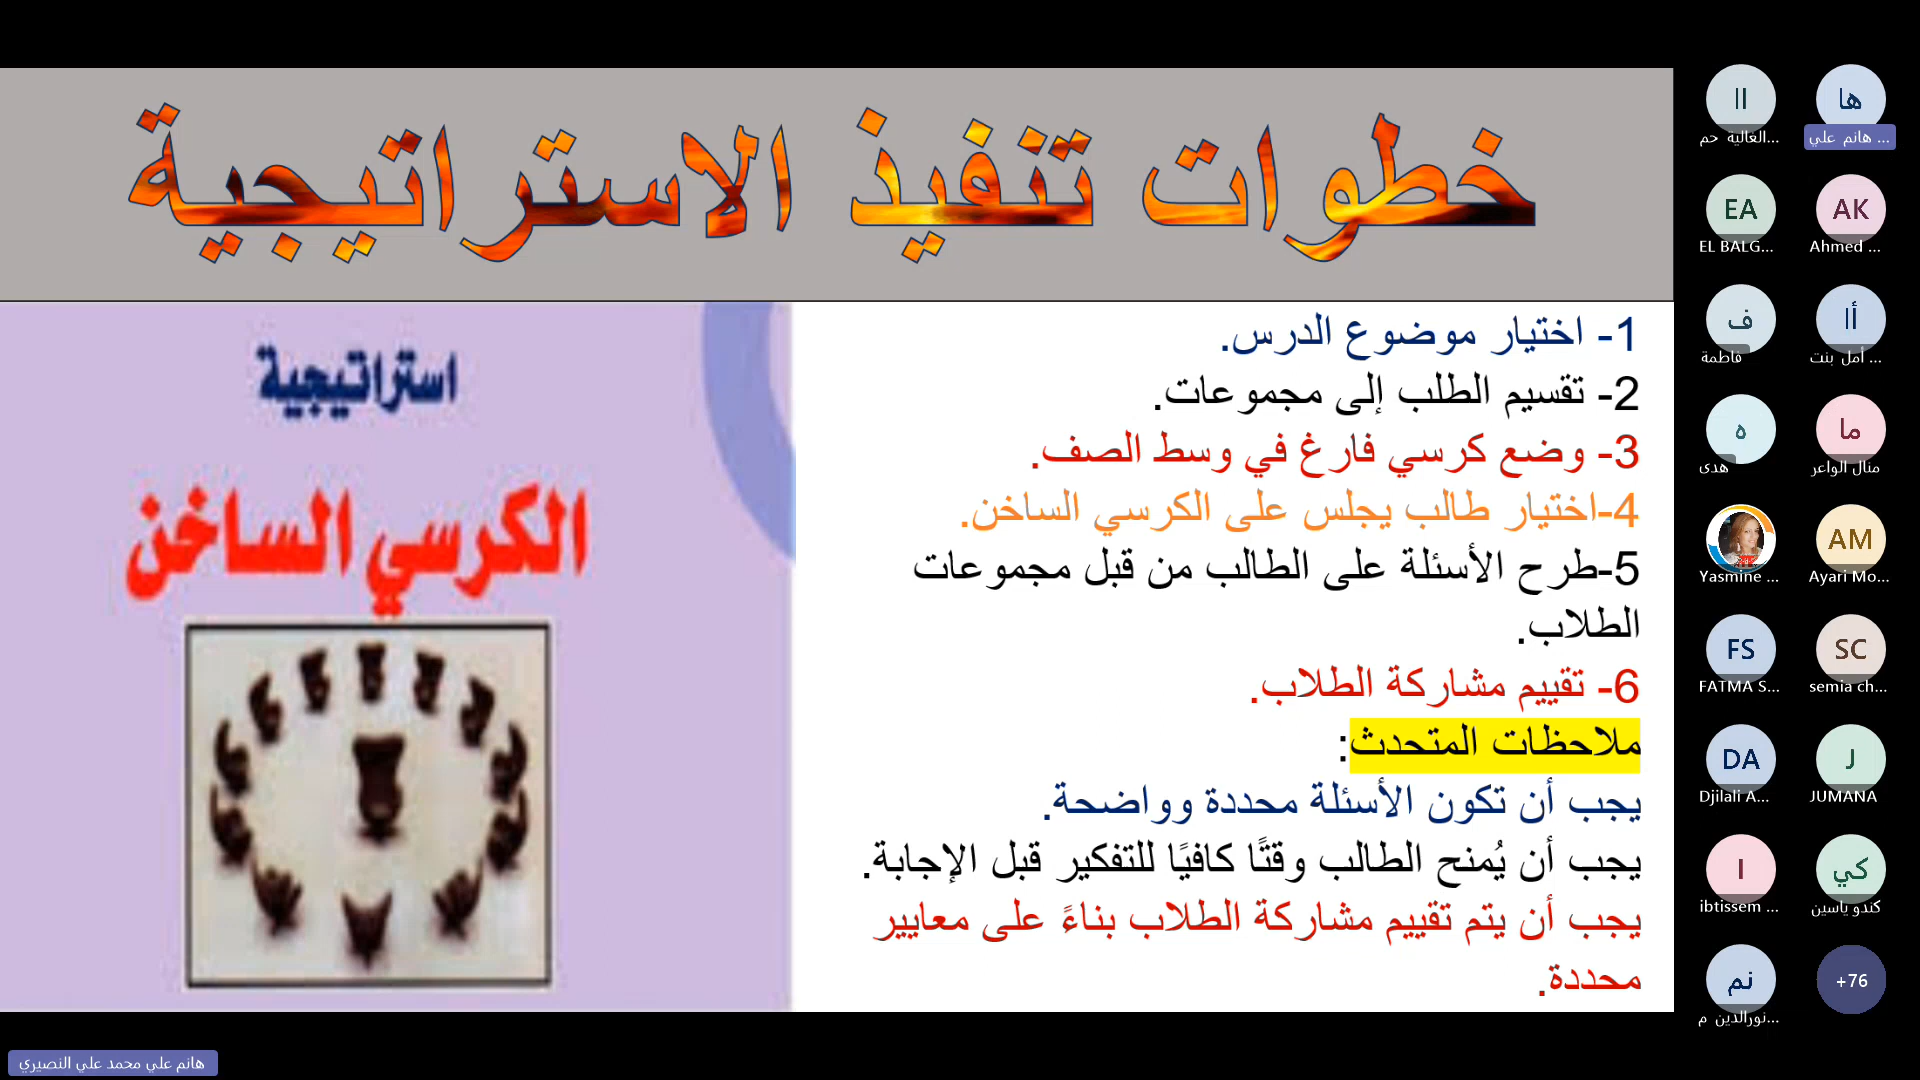 خطوات تنفيذ الاستراتيجية
1- اختيار موضوع الدرس.
2- تقسيم الطلب إلى مجموعات.
3- وضع كرسي فارغ في وسط الصف.
4-اختيار طالب يجلس على الكرسي الساخن.
5-طرح الأسئلة على الطالب من قبل مجموعات
الطلاب.
6- تقييم مشاركة الطلاب.
ملاحظات المتحدث:
يجب أن تكون الأسئلة محددة وواضحة.
يجب أن يُمنح الطالب وقتًا كافيًا للتفكير قبل الإجابة.
يجب أن يتم تقييم مشاركة الطلاب بناءً على معايير
محددة.
استراتيجية
الكرسي الساخن
ها
هانم علي ...
اا
العالية حم...
AK
Ahmed ...
EA
EL BALG...
أا
أمل بنت ...
ف
فاطمة
ما
منال الواعر
ه
هدى
AM
Ayari Mo...
Yasmine ...
SC
semia ch...
FS
FATMA S...
J
JUMANA
DA
Djilali A...
كي
كندو ياسين
I
ibtissem ...
+76
نم
نورالدين م...
هانم علي محمد علي النصيري